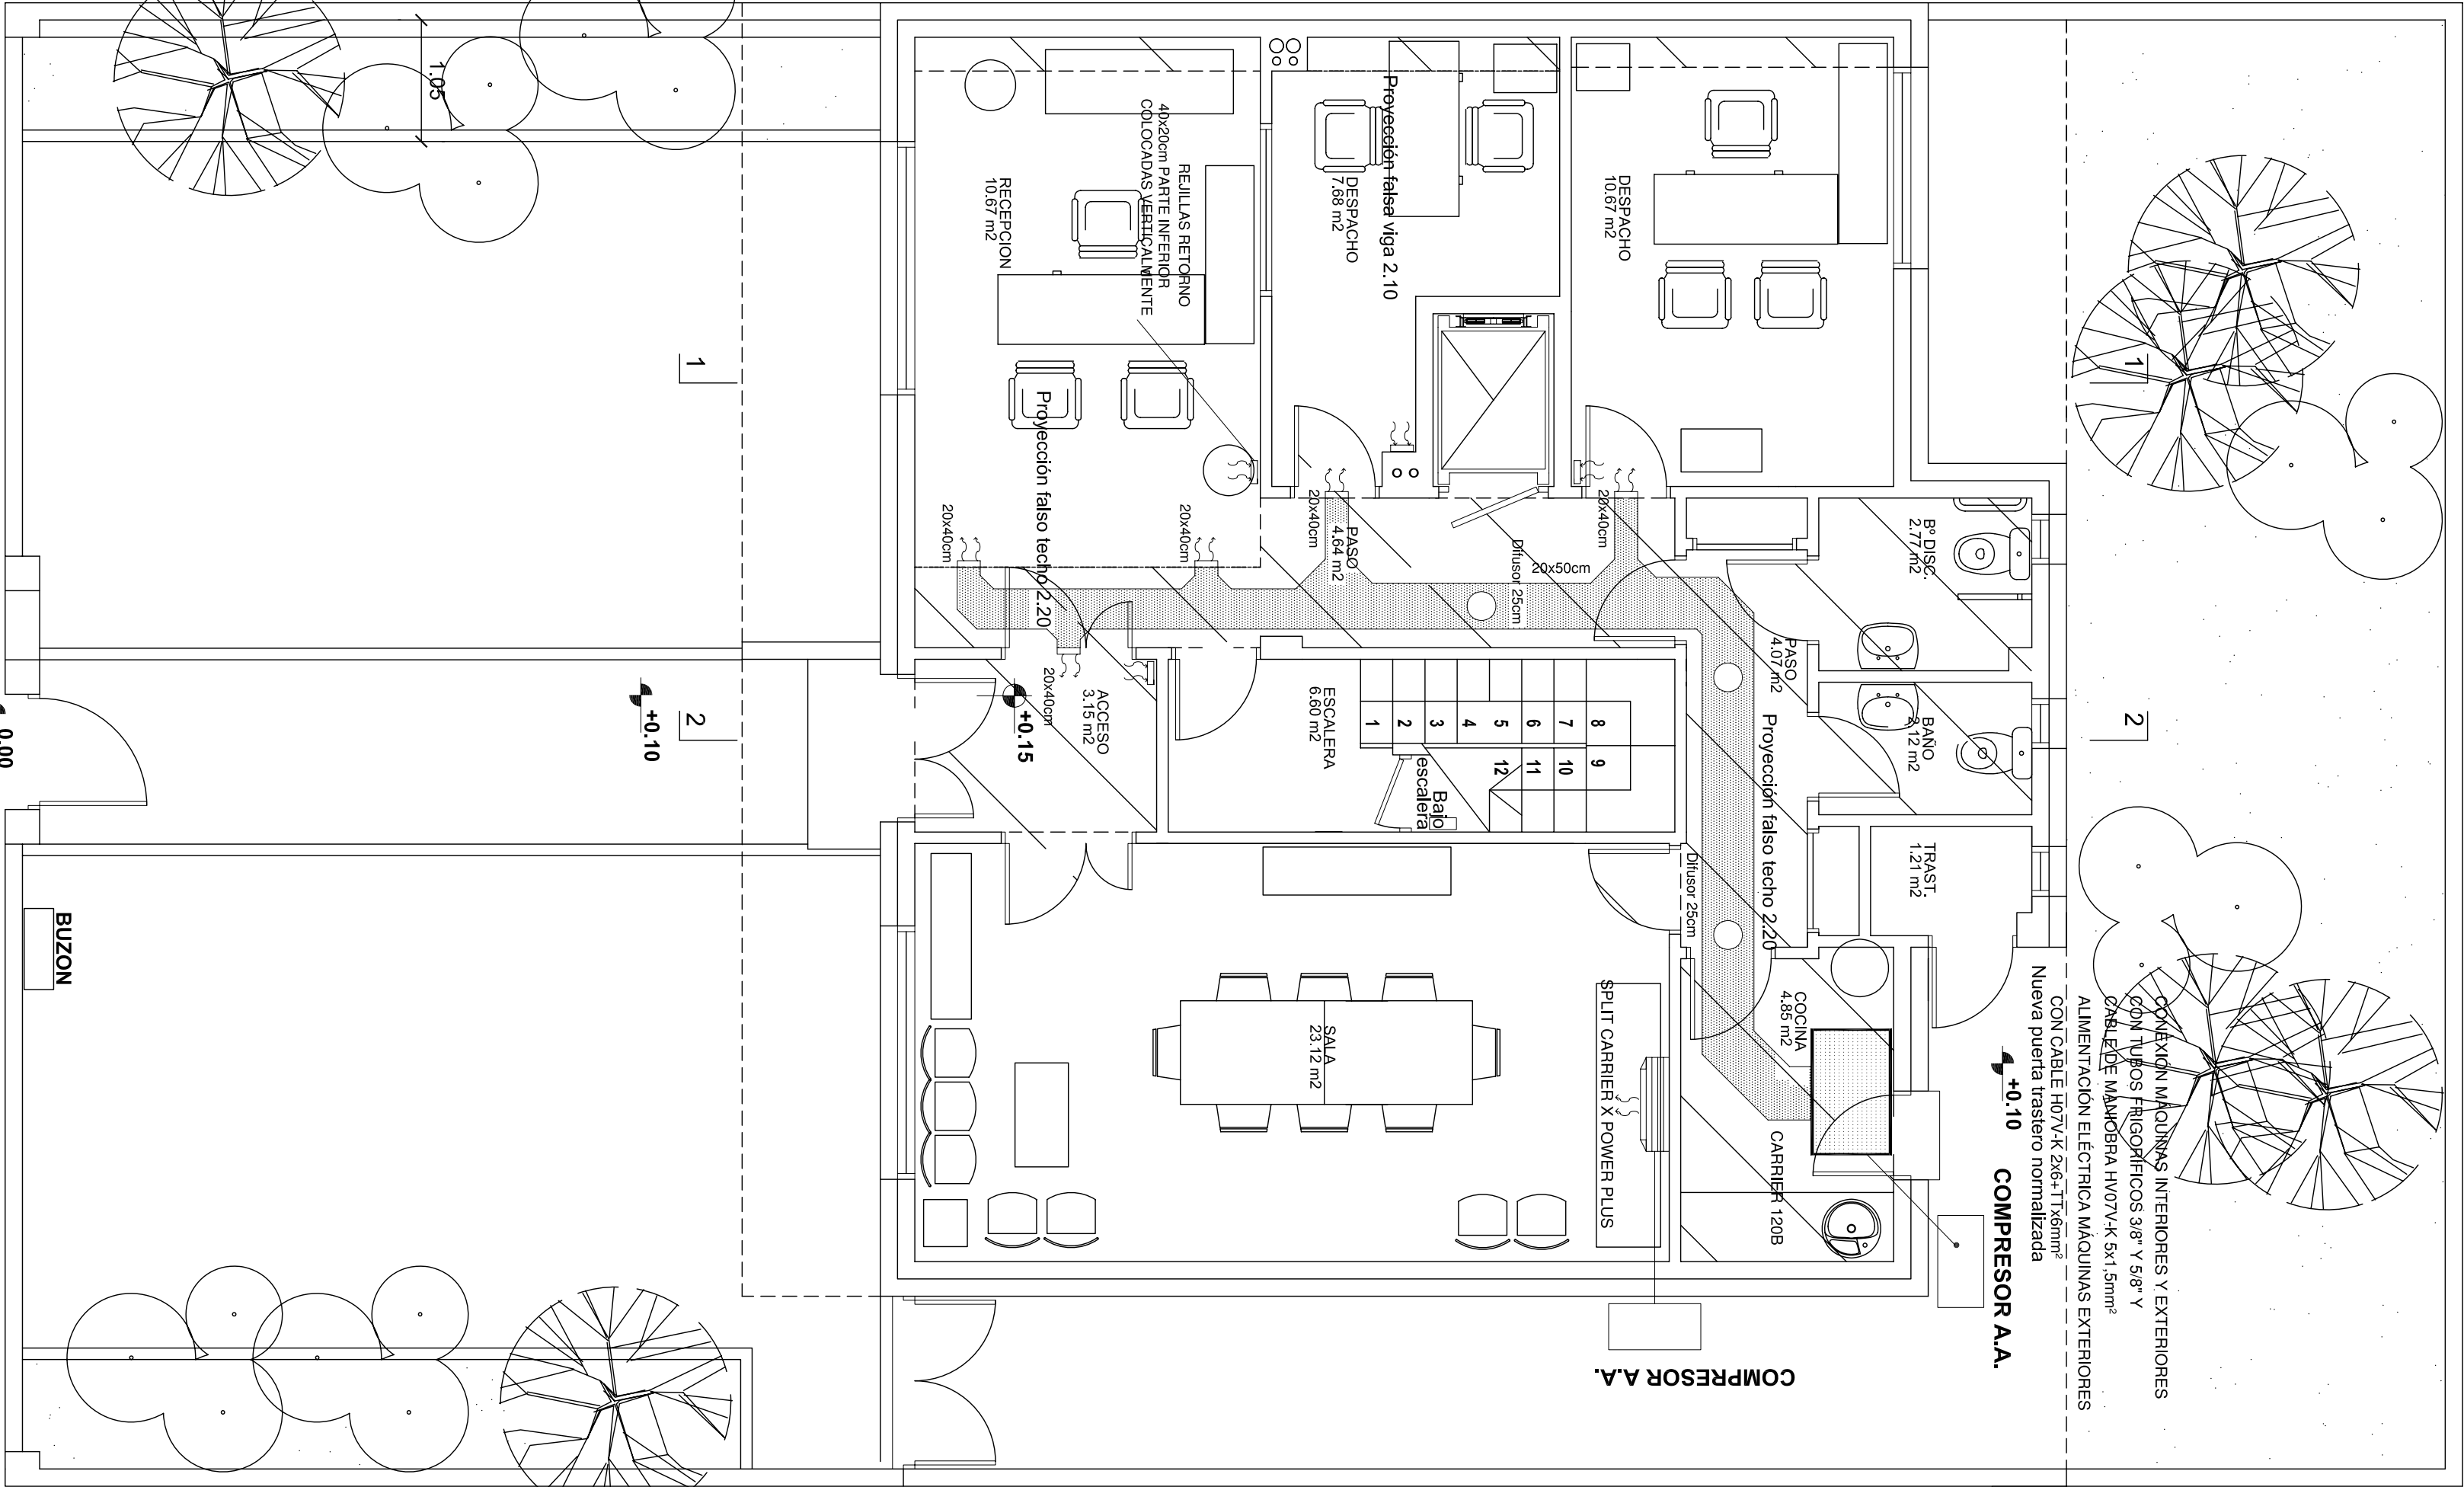 1.05
40x20cm PARTE INFERIOR
COLOCADAS VERTICALMENTE
REJILLAS RETORNO
RECEPCION
10.67 m2
Proyección falsa viga 2.10
DESPACHO
7.68 m2
DESPACHO
10.67 m2
1
1
Proyección falso techo 2.20
20x40cm
20x40cm
20x40cm
20x40cm
PASO
4.64 m2
Difusor 25cm
20x50cm
Bº DISC.
2.77 m2
PASO
4.07 m2
BAÑO
2.12 m2
Proyección falso techo 2.20
TRAST.
1.21 m2
0.00
+0.10
2
2
+0.15
20x40cm
ACCESO
3.15 m2
ESCALERA
6.60 m2
1
2
3
4
5
6
7
8
9
10
11
12
Bajo
escalera
Difusor 25cm
BUZON
SALA
23.12 m2
SPLIT CARRIER X POWER PLUS
COCINA
4.85 m2
CARRIER 120B
+0.10
COMPRESOR A.A.
COMPRESOR A.A.
CONEXIÓN MÁQUINAS INTERIORES Y EXTERIORES
CON TUBOS FRIGORÍFICOS 3/8" Y 5/8" Y
CABLE DE MANIOBRA HV07V-K 5x1,5mm²
ALIMENTACIÓN ELÉCTRICA MÁQUINAS EXTERIORES
CON CABLE H07V-K 2x6+TTx6mm²
Nueva puerta trastero normalizada